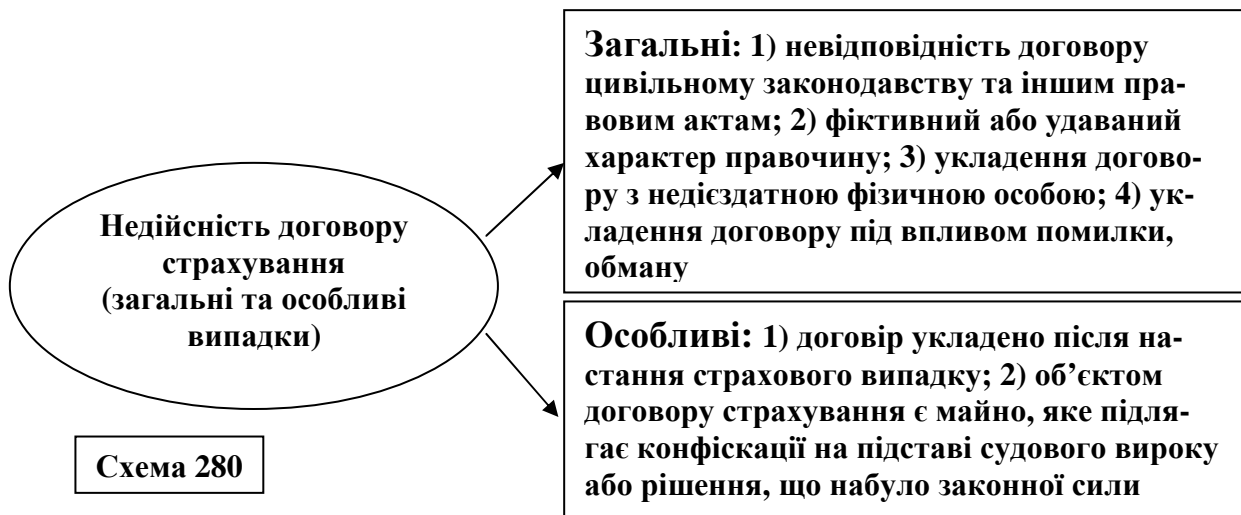 Недійсність договору
страхування
(загальні та особливі
випадки)
Загальні: 1) невідповідність договору
цивільному законодавству та іншим пра-
вовим актам; 2) фіктивний або удаваний
характер правочину; 3) укладення догово-
ру з недієздатною фізичною особою; 4) ук-
ладення договору під впливом помилки,
обману
Особливі: 1) договір укладено після на-
стання страхового випадку; 2) об’єктом
договору страхування є майно, яке підля-
гає конфіскації на підставі судового вироку
або рішення, що набуло законної сили
Схема 280